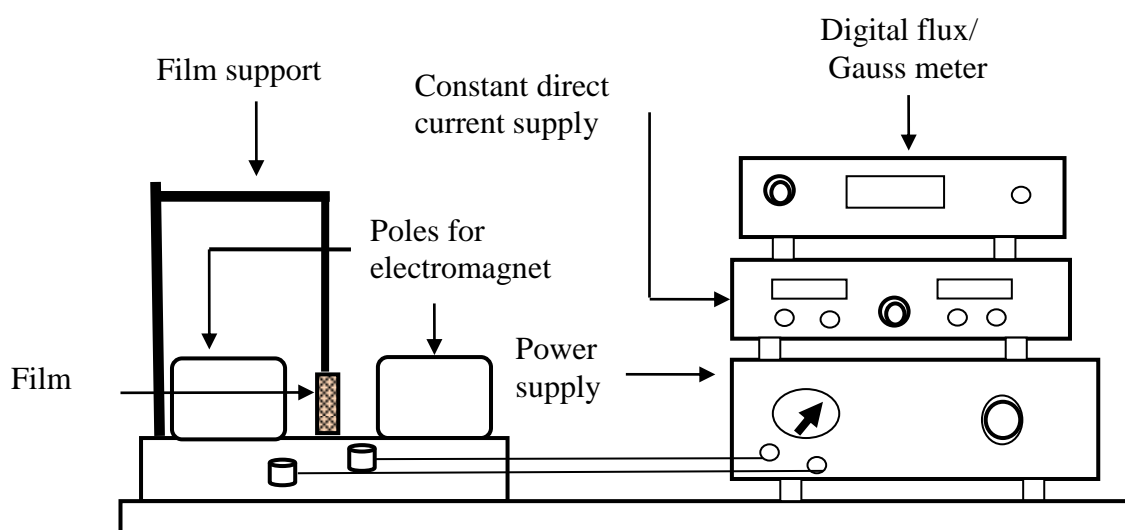 Film support
Constant direct
current supply
Digital flux/
Gauss meter
Poles for
electromagnet
Film
Power
supply